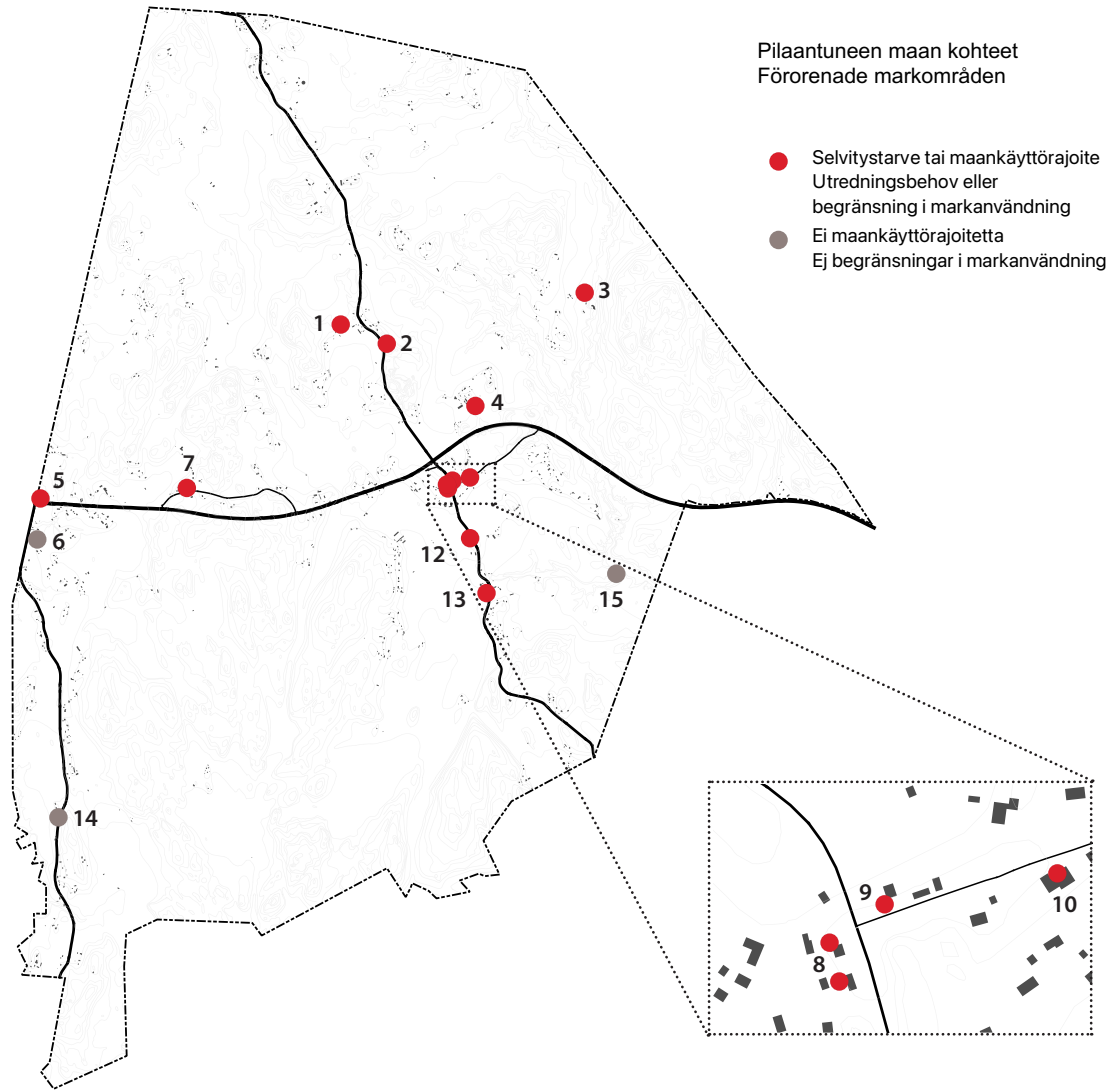 Pilaantuneen maan kohteet
Förorenade markområden
Selvitystarve tai maankäyttörajoite
Utredningsbehov eller
begränsning i markanvändning
Ei maankäyttörajoitetta
Ej begränsningar i markanvändning
3
1
2
4
7
5
6
12
15
13
14
9
10
8